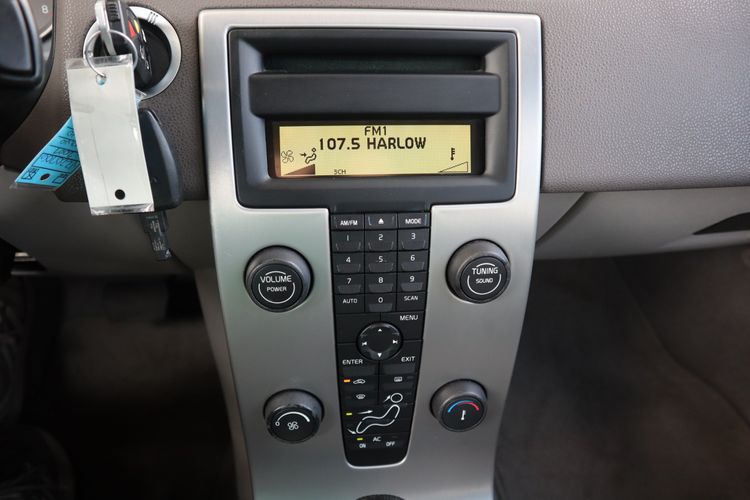 8
FM1
107.5 HARLOW
3CH
AM/FM MODE
1 2 3
4 5 6
7 8 9
AUTO 0 SCAN
VOLUME
POWER
TUNING
SOUND
MENU
ENTER EXIT
AC
ON OFF